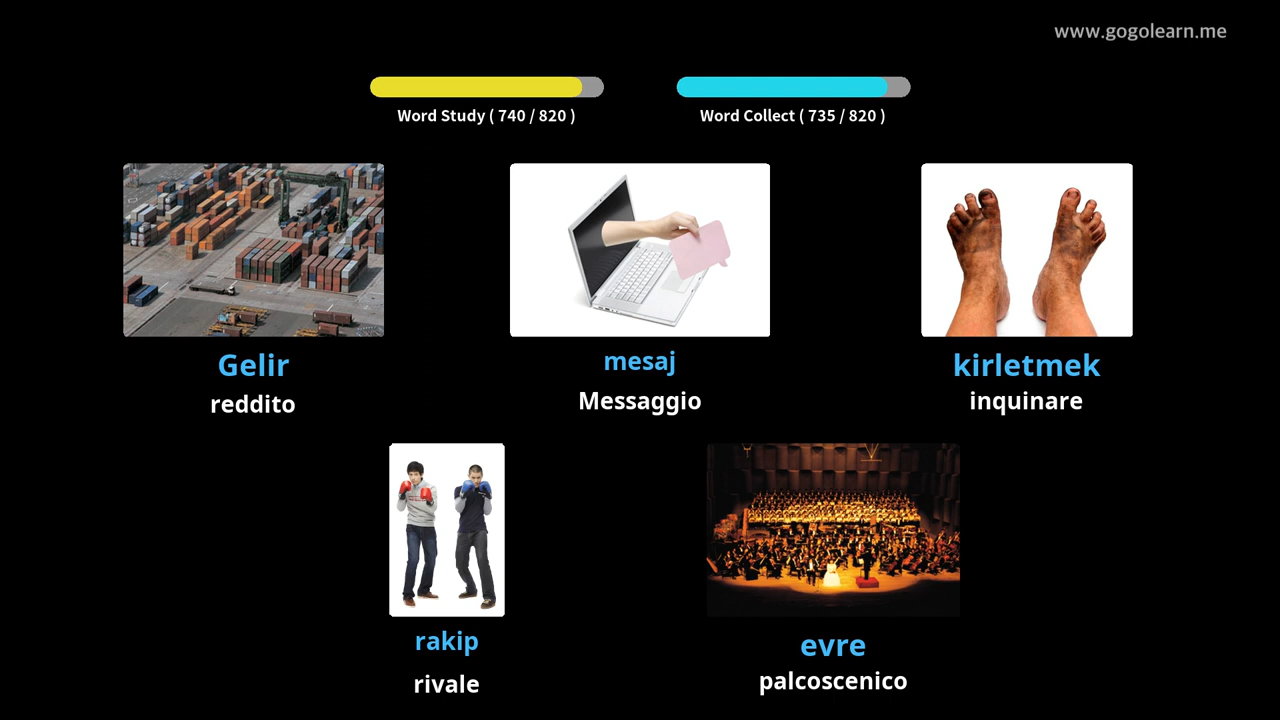 www.gogolearn.me
Word Study ( 740 / 820 )
Word Collect ( 735 / 820 )
Gelir
reddito
mesaj
Messaggio
kirletmek
inquinare
rakip
rivale
evre
palcoscenico